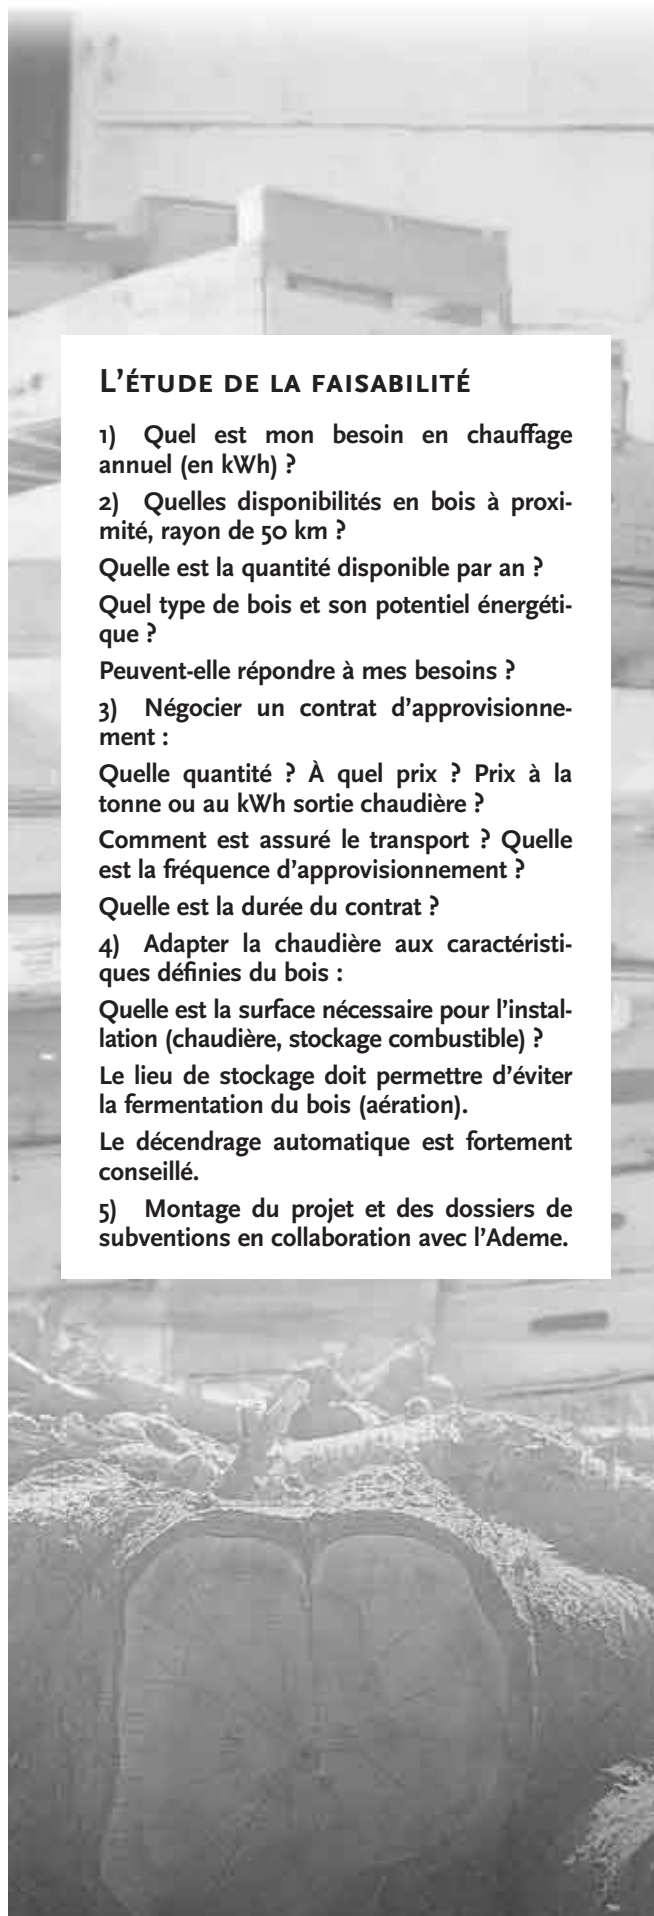 L’ÉTUDE DE LA FAISABILITÉ
1) Quel est mon besoin en chauffage
annuel (en kWh) ?
2) Quelles disponibilités en bois à proxi-
mité, rayon de 50 km ?
Quelle est la quantité disponible par an ?
Quel type de bois et son potentiel énergéti-
que ?
Peuvent-elle répondre à mes besoins ?
3) Négocier un contrat d’approvisionne-
ment :
Quelle quantité ? À quel prix ? Prix à la
tonne ou au kWh sortie chaudière ?
Comment est assuré le transport ? Quelle
est la fréquence d’approvisionnement ?
Quelle est la durée du contrat ?
4) Adapter la chaudière aux caractéristi-
ques définies du bois :
Quelle est la surface nécessaire pour l’instal-
lation (chaudière, stockage combustible) ?
Le lieu de stockage doit permettre d’éviter
la fermentation du bois (aération).
Le décendrage automatique est fortement
conseillé.
5) Montage du projet et des dossiers de
subventions en collaboration avec l’Ademe.